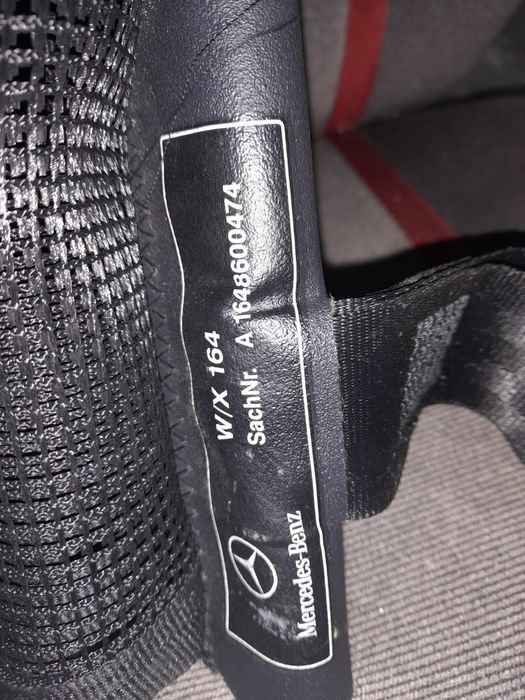 W/X 164
SachNr. A 1648600474
Mercedes-Benz